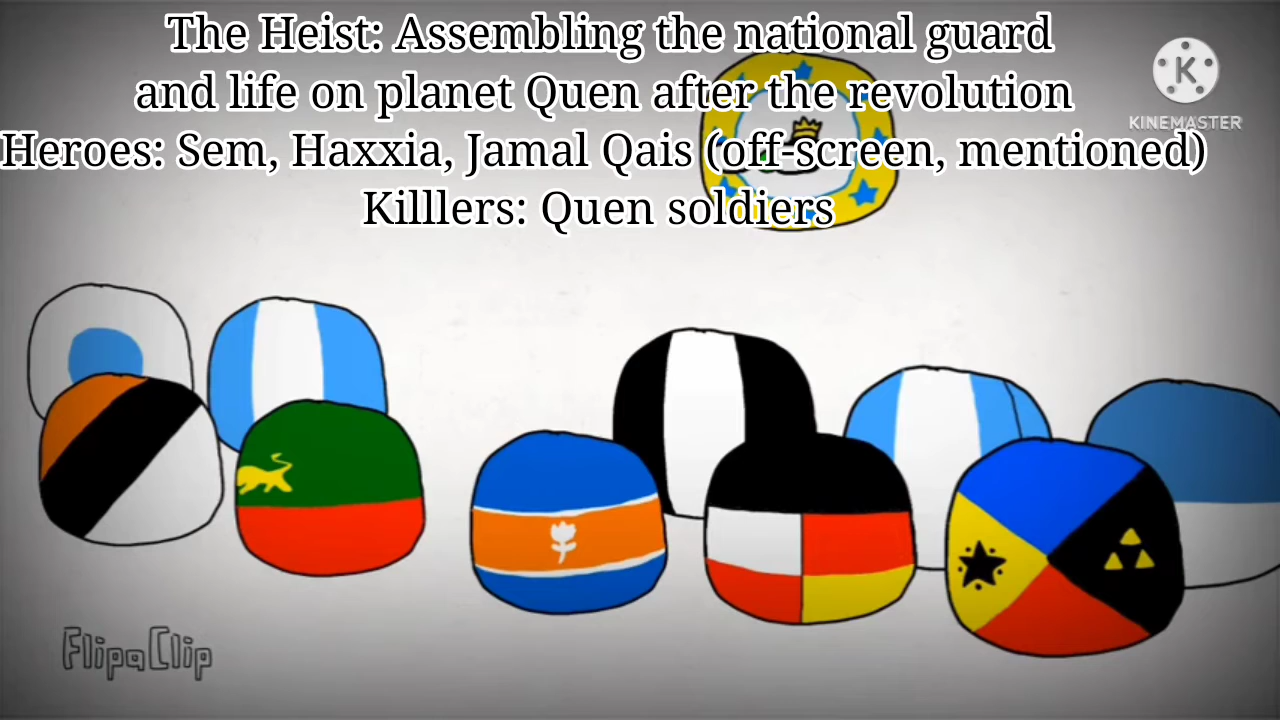 The Heist: Assembling the national guard
and life on planet Quen after the revolution
Heroes: Sem, Haxxia, Jamal Qais (off-screen, mentioned)
Killlers: Quen soldiers
K
KINEMASTER
FlipaClip